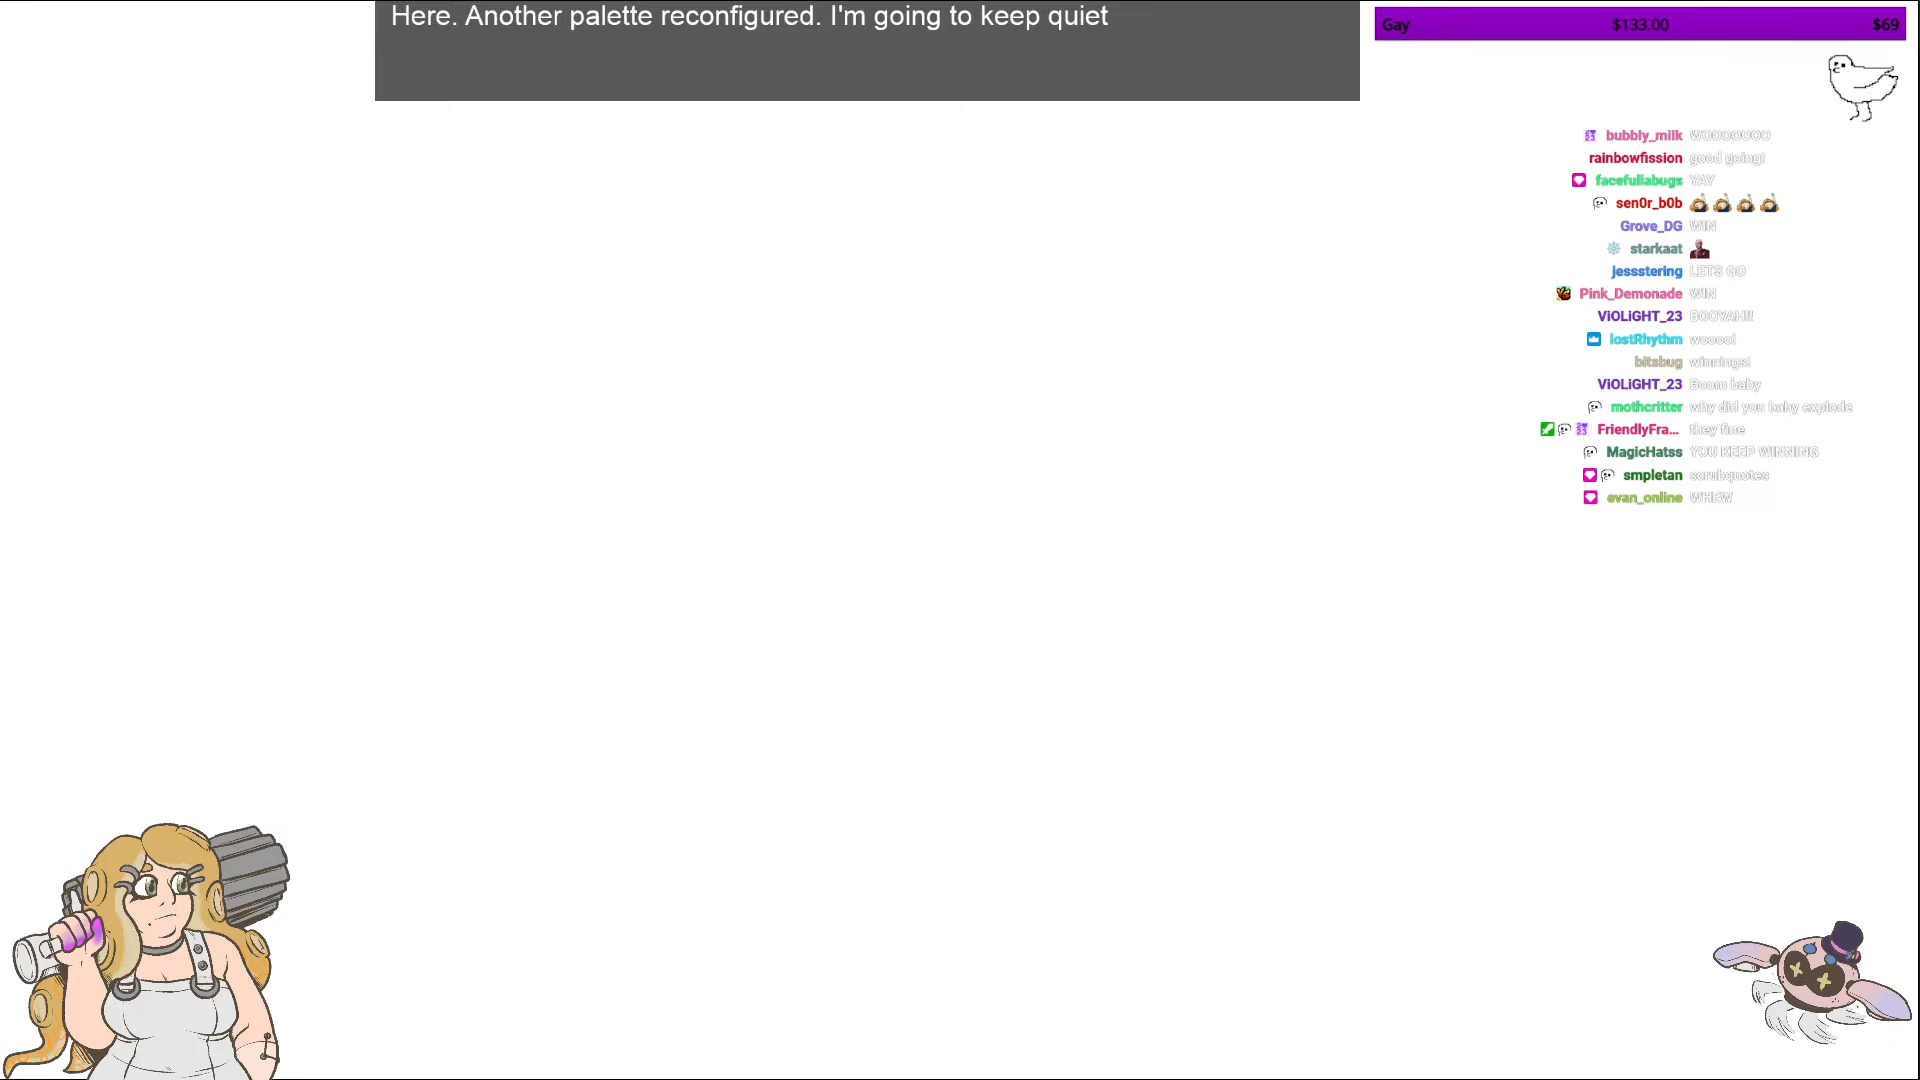 Here. Another palette reconfigured. I'm going to keep quiet
Gay $133.00 $69
bubbly_milk WOOOOOOO
rainbowfission good going!
facefullabugs YAY
sen0r_b0b
Grove_DG WIN
starkaat
jessstering LETS GO
Pink_Demonade WIN
ViOLiGHT_23 BOOYAH!!
lostRhythm woooo!
bitsbug winnings!
ViOLiGHT_23 Boom baby
mothcritter why did you baby explode
FriendlyFra... they fine
MagicHatss YOU KEEP WINNING
smpletan scrubquotes
evan_online WHEW